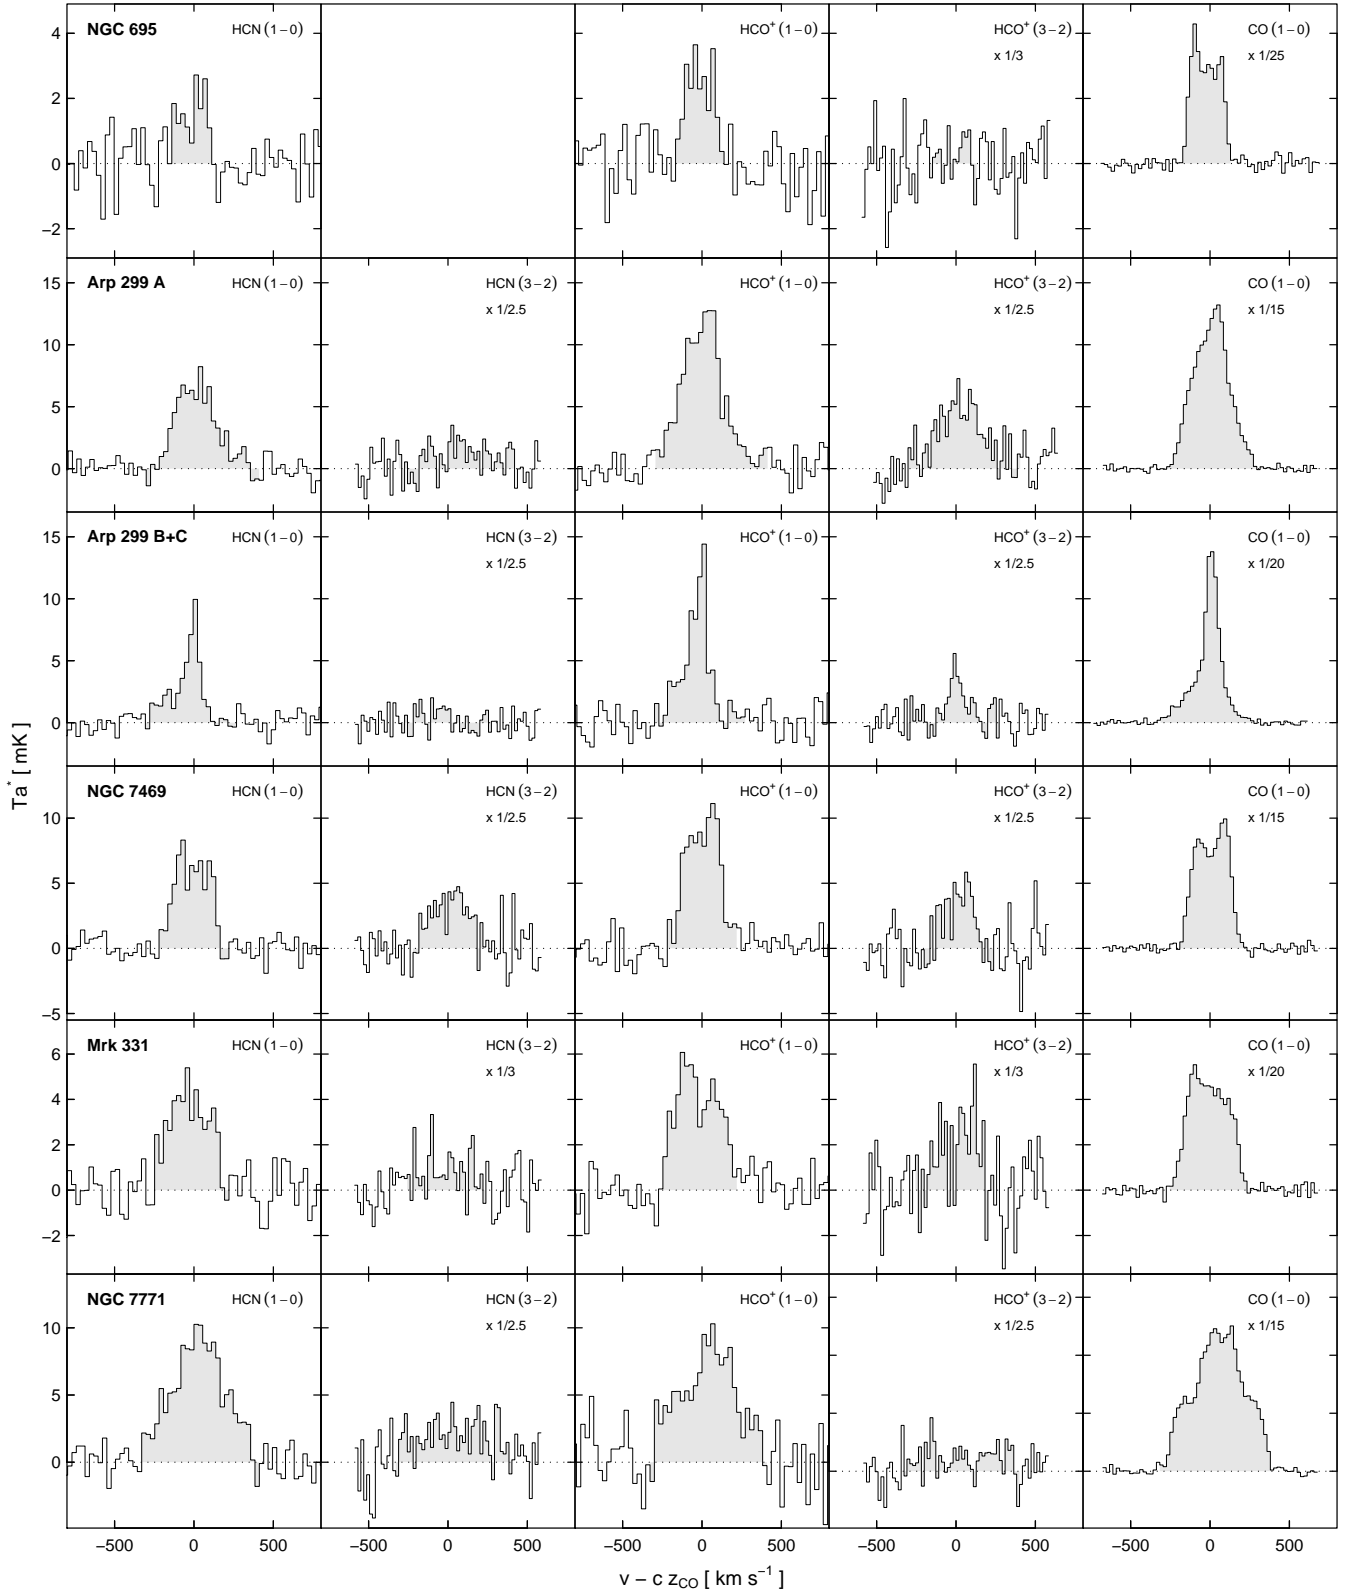 NGC 695 HCN (1−0) HCO⁺ (1−0) HCO⁺ (3−2) CO (1−0)
x 1/3 x 1/25
4
2
0
−2
Arp 299 A HCN (1−0) HCN (3−2) HCO⁺ (1−0) HCO⁺ (3−2) CO (1−0)
x 1/2.5 x 1/2.5 x 1/15
15
10
5
0
Arp 299 B+C HCN (1−0) HCN (3−2) HCO⁺ (1−0) HCO⁺ (3−2) CO (1−0)
x 1/2.5 x 1/2.5 x 1/20
15
10
5
0
Ta* [ mK ]
NGC 7469 HCN (1−0) HCN (3−2) HCO⁺ (1−0) HCO⁺ (3−2) CO (1−0)
x 1/2.5 x 1/2.5 x 1/15
10
5
0
−5
Mrk 331 HCN (1−0) HCN (3−2) HCO⁺ (1−0) HCO⁺ (3−2) CO (1−0)
x 1/3 x 1/3 x 1/20
6
4
2
0
−2
NGC 7771 HCN (1−0) HCN (3−2) HCO⁺ (1−0) HCO⁺ (3−2) CO (1−0)
x 1/2.5 x 1/2.5 x 1/15
10
5
0
−500 0 500 −500 0 500 −500 0 500 −500 0 500 −500 0 500
v − c z_CO [ km s⁻¹ ]